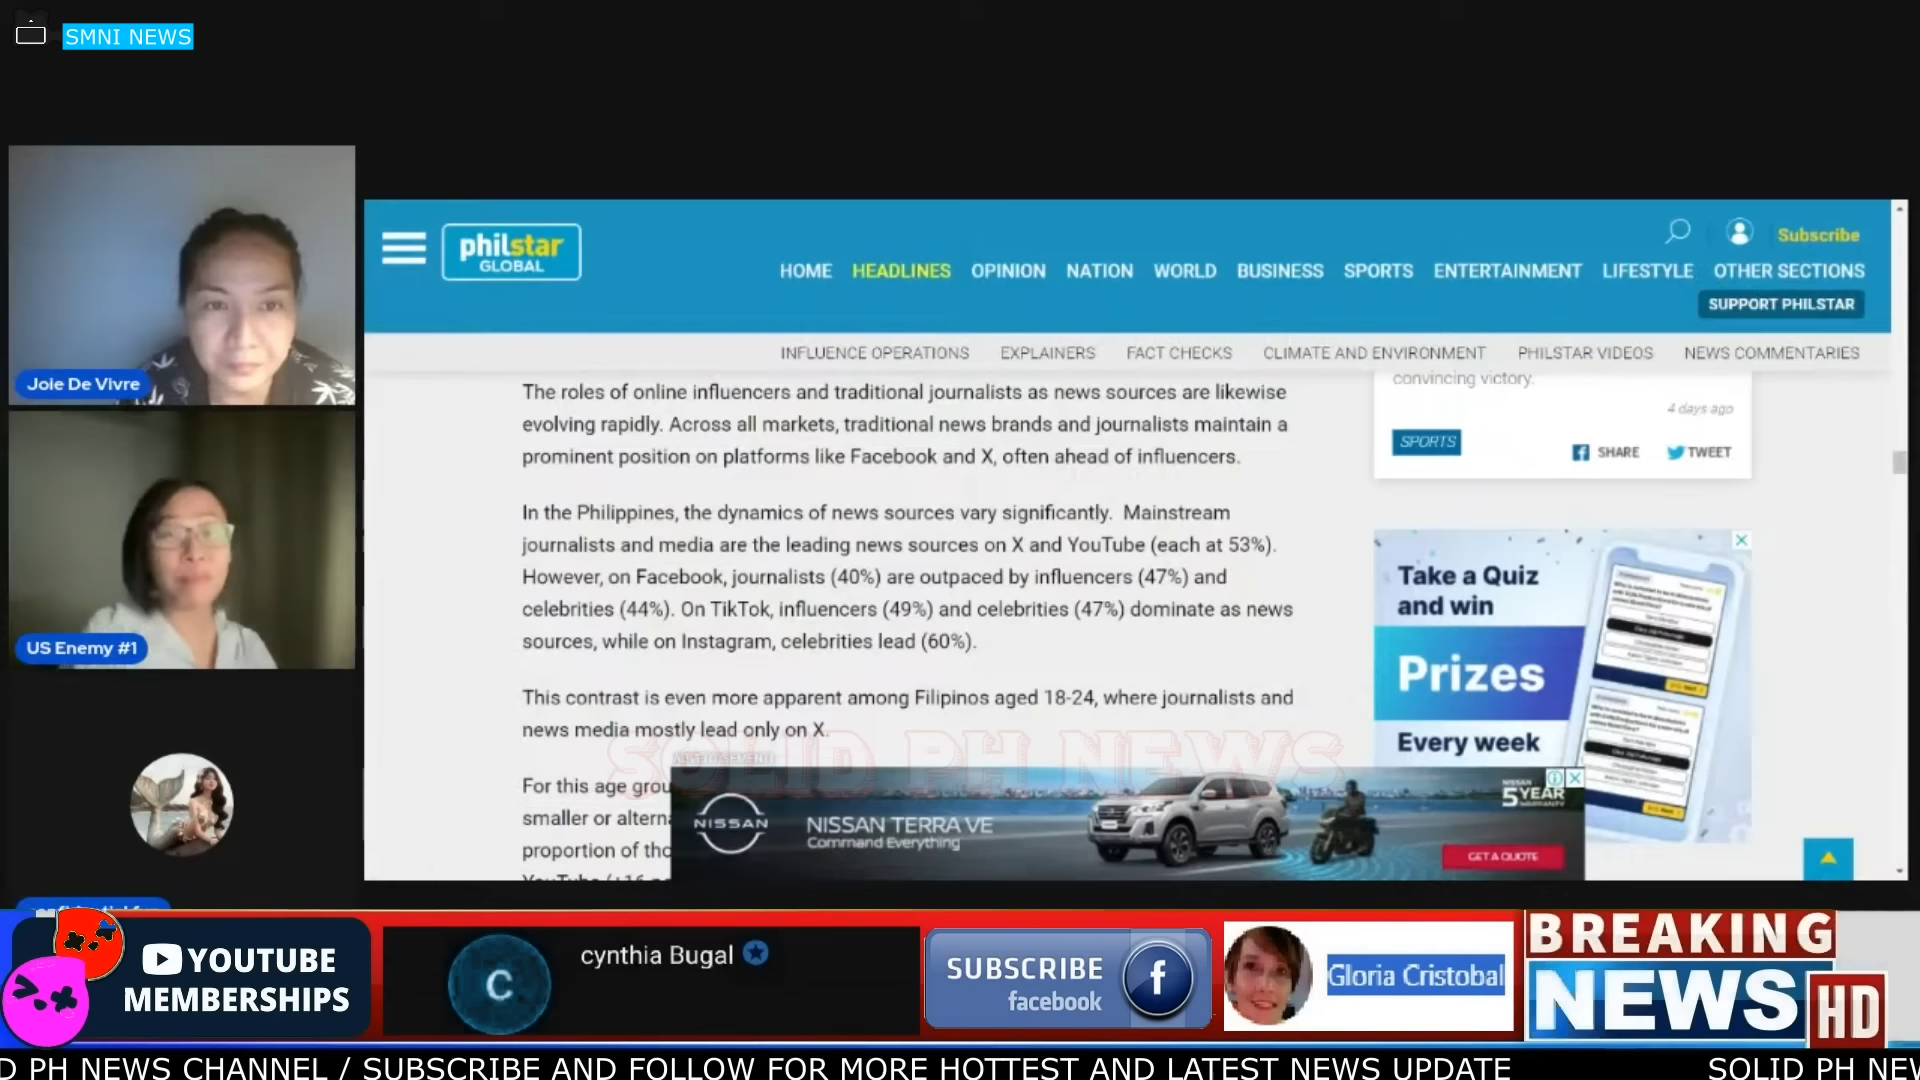 SMNI NEWS
Joie De Vivre
US Enemy #1
philstar
GLOBAL
Subscribe
HOME HEADLINES OPINION NATION WORLD BUSINESS SPORTS ENTERTAINMENT LIFESTYLE OTHER SECTIONS
SUPPORT PHILSTAR
INFLUENCE OPERATIONS EXPLAINERS FACT CHECKS CLIMATE AND ENVIRONMENT PHILSTAR VIDEOS NEWS COMMENTARIES
The roles of online influencers and traditional journalists as news sources are likewise
evolving rapidly. Across all markets, traditional news brands and journalists maintain a
prominent position on platforms like Facebook and X, often ahead of influencers.
In the Philippines, the dynamics of news sources vary significantly. Mainstream
journalists and media are the leading news sources on X and YouTube (each at 53%).
However, on Facebook, journalists (40%) are outpaced by influencers (47%) and
celebrities (44%). On TikTok, influencers (49%) and celebrities (47%) dominate as news
sources, while on Instagram, celebrities lead (60%).
This contrast is even more apparent among Filipinos aged 18-24, where journalists and
news media mostly lead only on X.
For this age grou
smaller or alterna
proportion of tho
convincing victory.
4 days ago
SPORTS
SHARE TWEET
Take a Quiz
and win
Prizes
Every week
SOLID PH NEWS
ADVERTISEMENT
NISSAN
NISSAN TERRA VE
Command Everything
NISSAN
5 YEAR
WARRANTY
GET A QUOTE
YOUTUBE
MEMBERSHIPS
C
cynthia Bugal
SUBSCRIBE
facebook
f
Gloria Cristobal
BREAKING
NEWS
HD
D PH NEWS CHANNEL / SUBSCRIBE AND FOLLOW FOR MORE HOTTEST AND LATEST NEWS UPDATE SOLID PH NEW